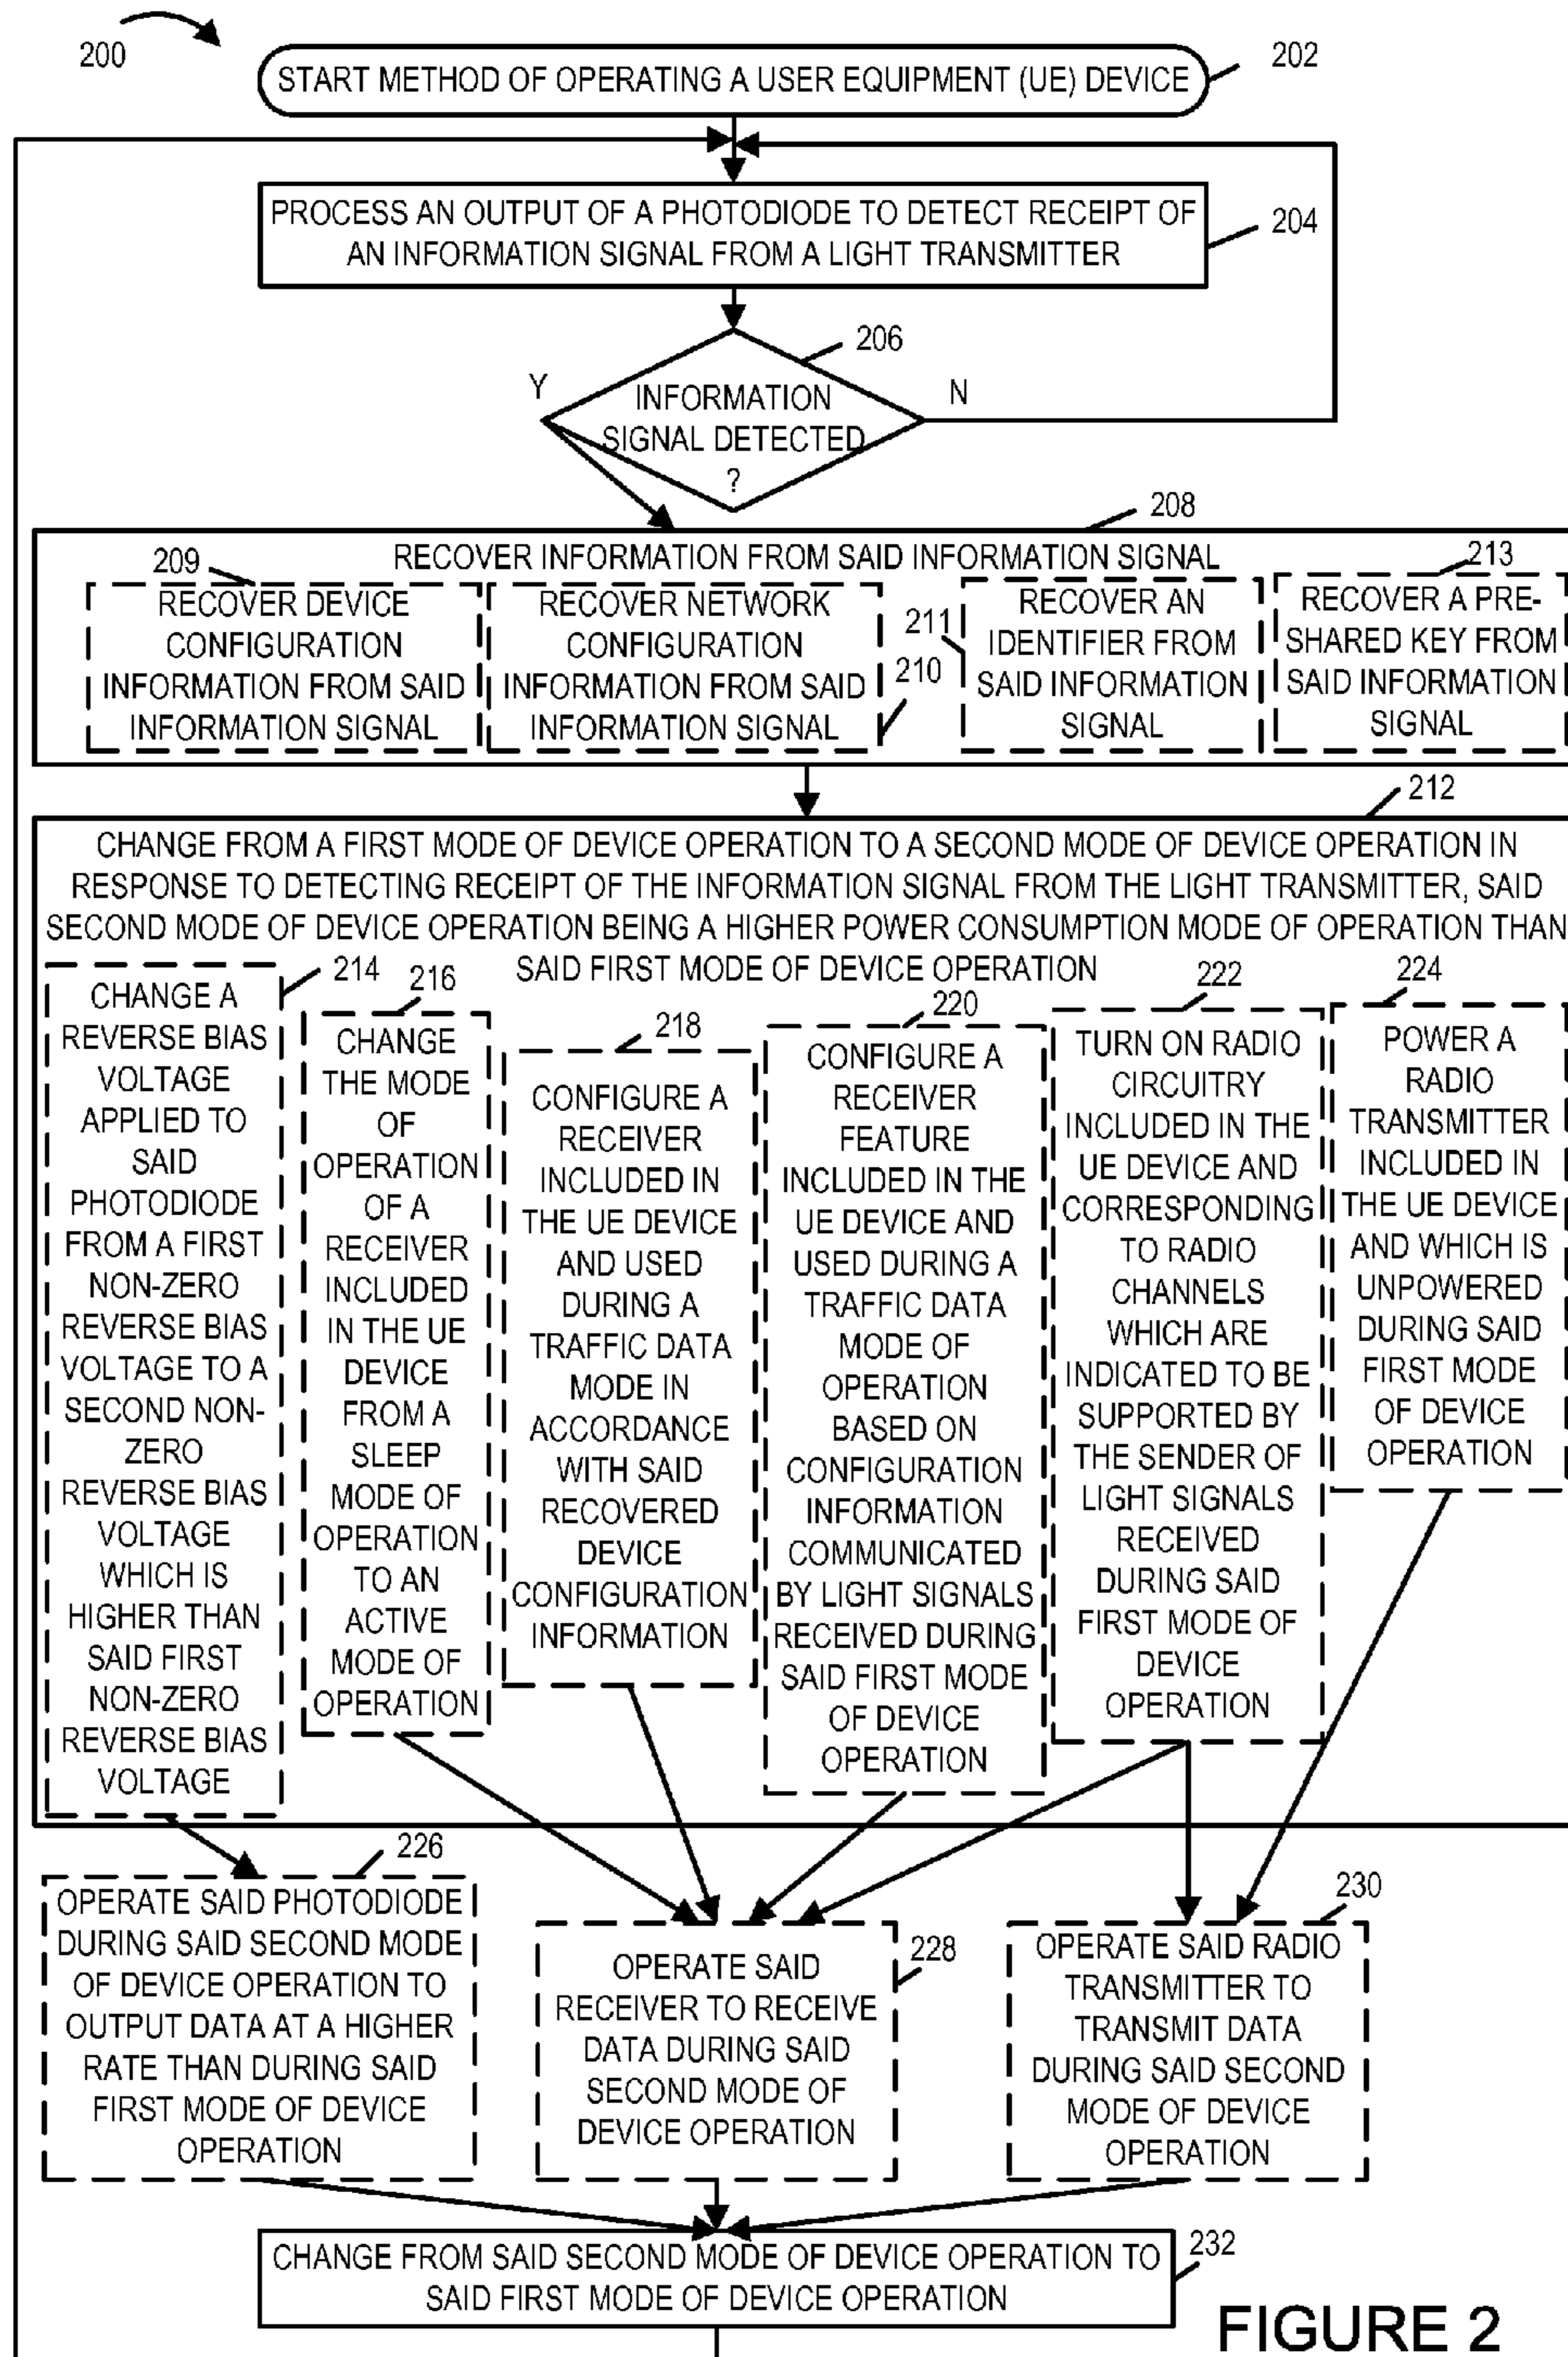 200
START METHOD OF OPERATING A USER EQUIPMENT (UE) DEVICE
202
PROCESS AN OUTPUT OF A PHOTODIODE TO DETECT RECEIPT OF
AN INFORMATION SIGNAL FROM A LIGHT TRANSMITTER
204
206
Y
N
INFORMATION
SIGNAL DETECTED
?
208
RECOVER INFORMATION FROM SAID INFORMATION SIGNAL
209
RECOVER DEVICE
CONFIGURATION
INFORMATION FROM SAID
INFORMATION SIGNAL
RECOVER NETWORK
CONFIGURATION
INFORMATION FROM SAID
INFORMATION SIGNAL
210
211
RECOVER AN
IDENTIFIER FROM
SAID INFORMATION
SIGNAL
213
RECOVER A PRE-
SHARED KEY FROM
SAID INFORMATION
SIGNAL
212
CHANGE FROM A FIRST MODE OF DEVICE OPERATION TO A SECOND MODE OF DEVICE OPERATION IN
RESPONSE TO DETECTING RECEIPT OF THE INFORMATION SIGNAL FROM THE LIGHT TRANSMITTER, SAID
SECOND MODE OF DEVICE OPERATION BEING A HIGHER POWER CONSUMPTION MODE OF OPERATION THAN
SAID FIRST MODE OF DEVICE OPERATION
214
CHANGE A
REVERSE BIAS
VOLTAGE
APPLIED TO
SAID
PHOTODIODE
FROM A FIRST
NON-ZERO
REVERSE BIAS
VOLTAGE TO A
SECOND NON-
ZERO
REVERSE BIAS
VOLTAGE
WHICH IS
HIGHER THAN
SAID FIRST
NON-ZERO
REVERSE BIAS
VOLTAGE
216
CHANGE
THE MODE
OF
OPERATION
OF A
RECEIVER
INCLUDED
IN THE UE
DEVICE
FROM A
SLEEP
MODE OF
OPERATION
TO AN
ACTIVE
MODE OF
OPERATION
218
CONFIGURE A
RECEIVER
INCLUDED IN
THE UE DEVICE
AND USED
DURING A
TRAFFIC DATA
MODE IN
ACCORDANCE
WITH SAID
RECOVERED
DEVICE
CONFIGURATION
INFORMATION
220
CONFIGURE A
RECEIVER
FEATURE
INCLUDED IN THE
UE DEVICE AND
USED DURING A
TRAFFIC DATA
MODE OF
OPERATION
BASED ON
CONFIGURATION
INFORMATION
COMMUNICATED
BY LIGHT SIGNALS
RECEIVED DURING
SAID FIRST MODE
OF DEVICE
OPERATION
222
TURN ON RADIO
CIRCUITRY
INCLUDED IN THE
UE DEVICE AND
CORRESPONDING
TO RADIO
CHANNELS
WHICH ARE
INDICATED TO BE
SUPPORTED BY
THE SENDER OF
LIGHT SIGNALS
RECEIVED
DURING SAID
FIRST MODE OF
DEVICE
OPERATION
224
POWER A
RADIO
TRANSMITTER
INCLUDED IN
THE UE DEVICE
AND WHICH IS
UNPOWERED
DURING SAID
FIRST MODE
OF DEVICE
OPERATION
226
OPERATE SAID PHOTODIODE
DURING SAID SECOND MODE
OF DEVICE OPERATION TO
OUTPUT DATA AT A HIGHER
RATE THAN DURING SAID
FIRST MODE OF DEVICE
OPERATION
228
OPERATE SAID
RECEIVER TO RECEIVE
DATA DURING SAID
SECOND MODE OF
DEVICE OPERATION
230
OPERATE SAID RADIO
TRANSMITTER TO
TRANSMIT DATA
DURING SAID SECOND
MODE OF DEVICE
OPERATION
CHANGE FROM SAID SECOND MODE OF DEVICE OPERATION TO
SAID FIRST MODE OF DEVICE OPERATION
232
FIGURE 2